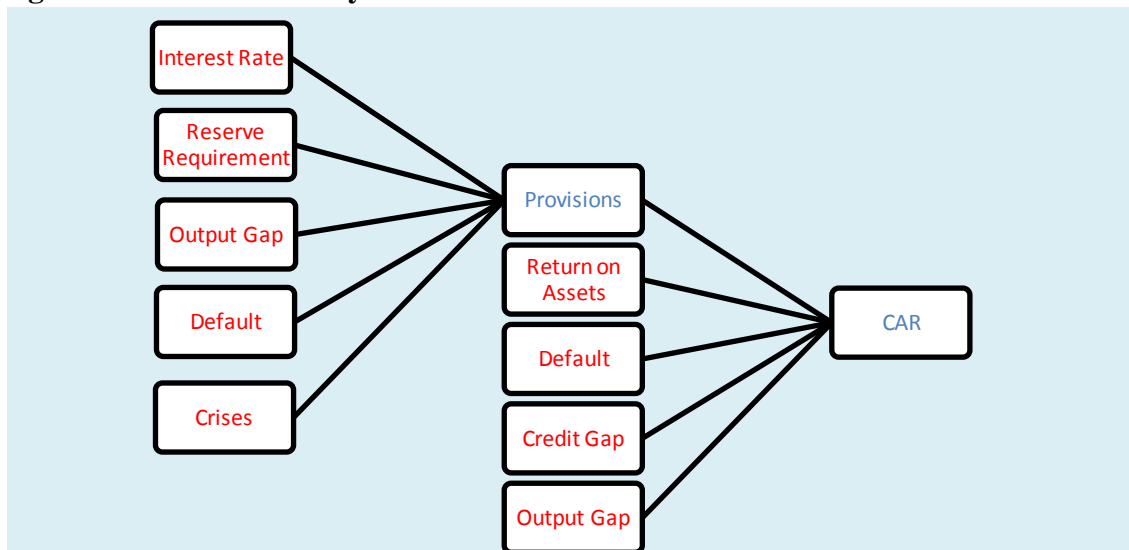 Interest Rate
Reserve
Requirement
Output Gap
Default
Crises
Provisions
Return on
Assets
Default
Credit Gap
Output Gap
CAR